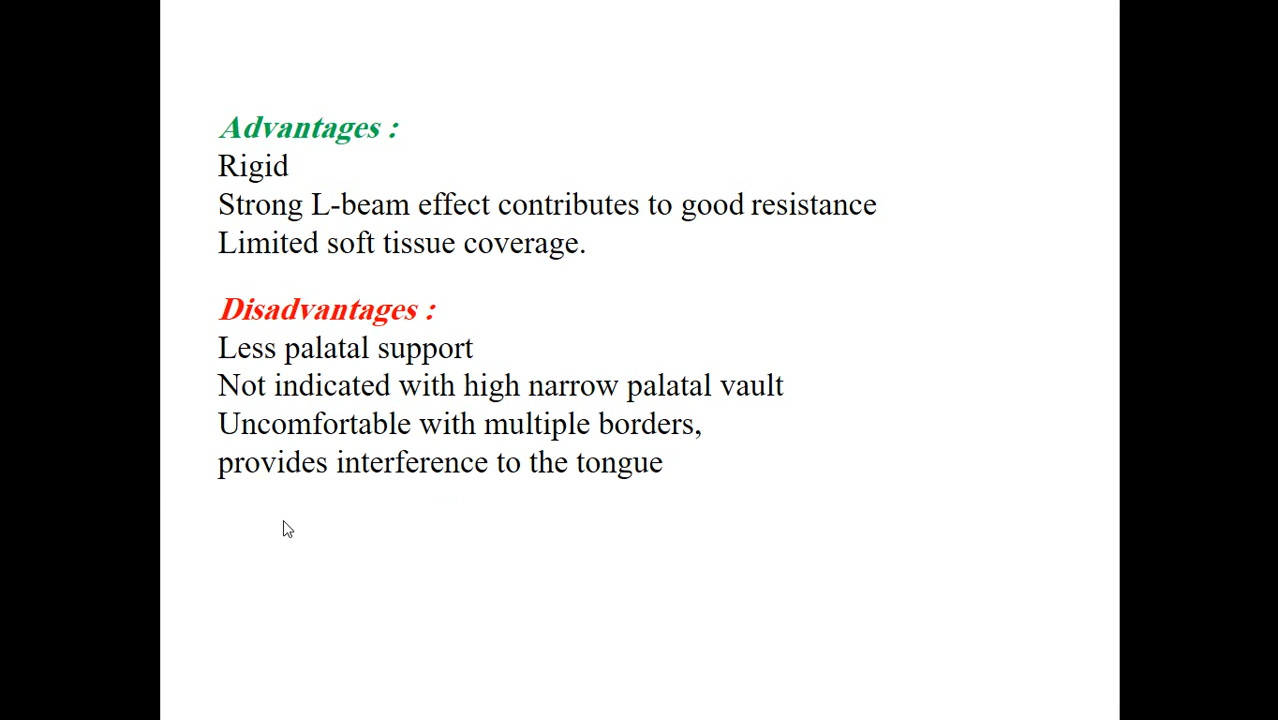 Advantages :
Rigid
Strong L-beam effect contributes to good resistance
Limited soft tissue coverage.
Disadvantages :
Less palatal support
Not indicated with high narrow palatal vault
Uncomfortable with multiple borders,
provides interference to the tongue